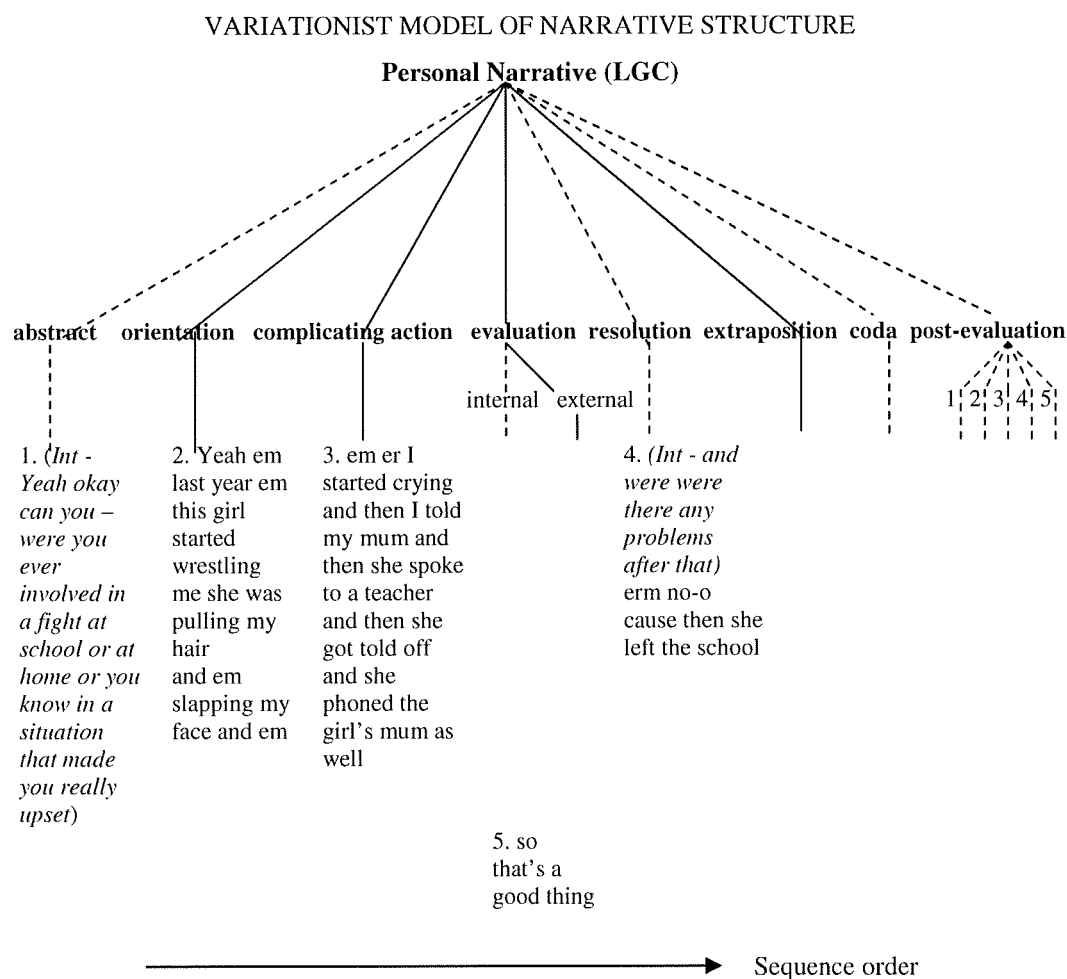 VARIATIONIST MODEL OF NARRATIVE STRUCTURE
Personal Narrative (LGC)
abstract orientation complicating action evaluation resolution extraposition coda post-evaluation
internal external
1 2 3 4 5
1. (Int -
Yeah okay
can you –
were you
ever
involved in
a fight at
school or at
home or you
know in a
situation
that made
you really
upset)
2. Yeah em
last year em
this girl
started
wrestling
me she was
pulling my
hair
and em
slapping my
face and em
3. em er I
started crying
and then I told
my mum and
then she spoke
to a teacher
and then she
got told off
and she
phoned the
girl's mum as
well
4. (Int - and
were were
there any
problems
after that)
erm no-o
cause then she
left the school
5. so
that's a
good thing
Sequence order